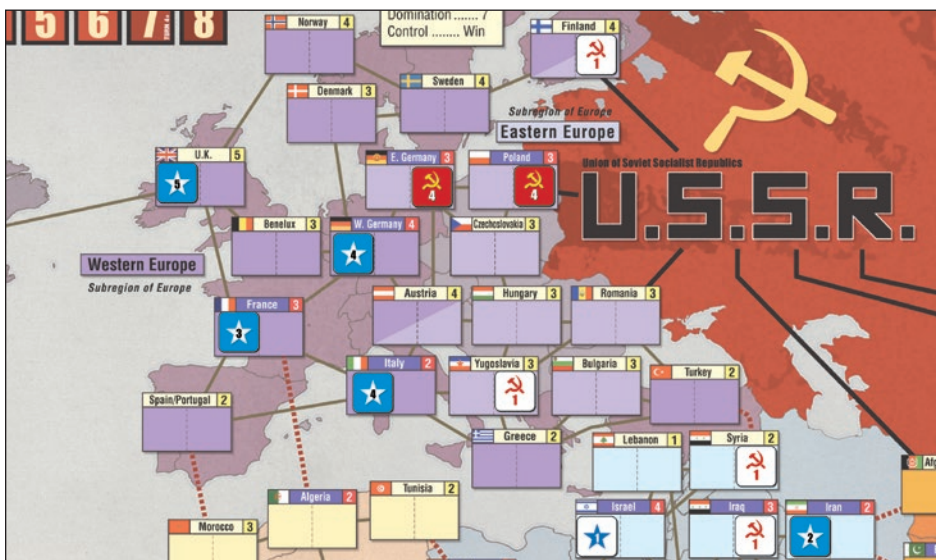 5 6 7 8
Domination ....... 7
Control ........ Win
Norway 4
Finland 4
1
Denmark 3
Sweden 4
Subregion of Europe
Eastern Europe
U.K. 5
5
E. Germany 3
4
Poland 3
4
Union of Soviet Socialist Republics
U.S.S.R.
Benelux 3
W. Germany 4
4
Czechoslovakia 3
Western Europe
Subregion of Europe
France 3
3
Austria 4
Hungary 3
Romania 3
Italy 2
4
Yugoslavia 3
1
Bulgaria 3
Turkey 2
Spain/Portugal 2
Greece 2
Lebanon 1
Syria 2
1
Algeria 2
Tunisia 2
Israel 4
1
Iraq 3
1
Iran 2
2
Afg
Morocco 3